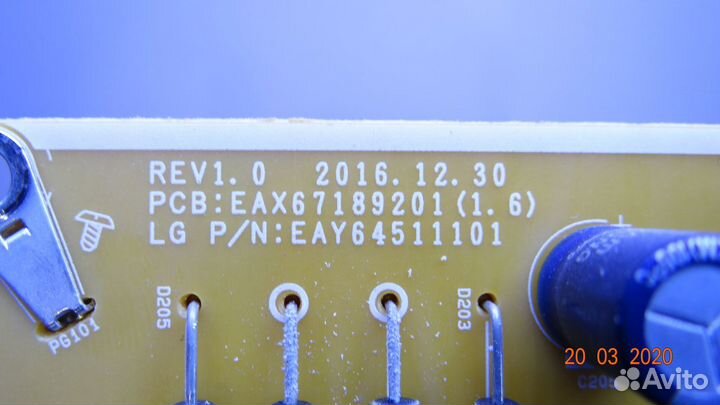 REV1.0 2016.12.30
PCB:EAX67189201(1.6)
LG P/N:EAY64511101
D205
D203
PG101
20 03 2020
Avito